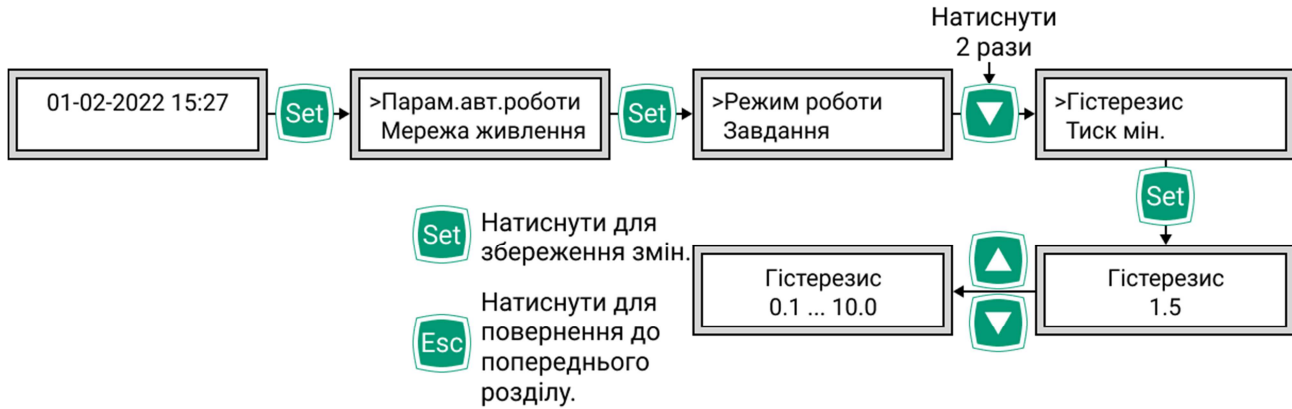 Натиснути
2 рази
01-02-2022 15:27
Set
>Парам.авт.роботи
Мережа живлення
Set
>Режим роботи
Завдання
>Гістерезис
Тиск мін.
Set
Set
Натиснути для
збереження змін.
Esc
Натиснути для
повернення до
попереднього
розділу.
Гістерезис
0.1 ... 10.0
Гістерезис
1.5